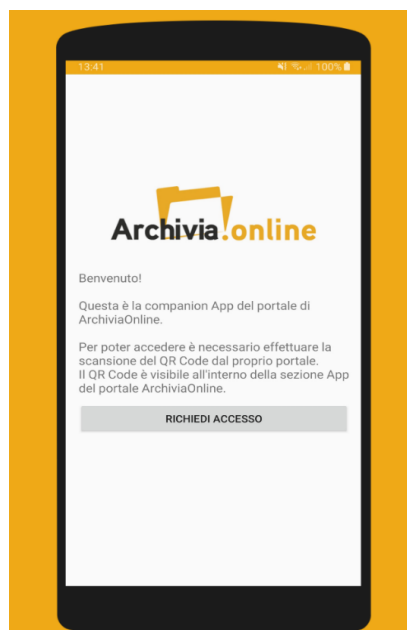 13:41 100%
Archivia!online
Benvenuto!
Questa è la companion App del portale di
ArchiviaOnline.
Per poter accedere è necessario effettuare la
scansione del QR Code dal proprio portale.
Il QR Code è visibile all'interno della sezione App
del portale ArchiviaOnline.
RICHIEDI ACCESSO